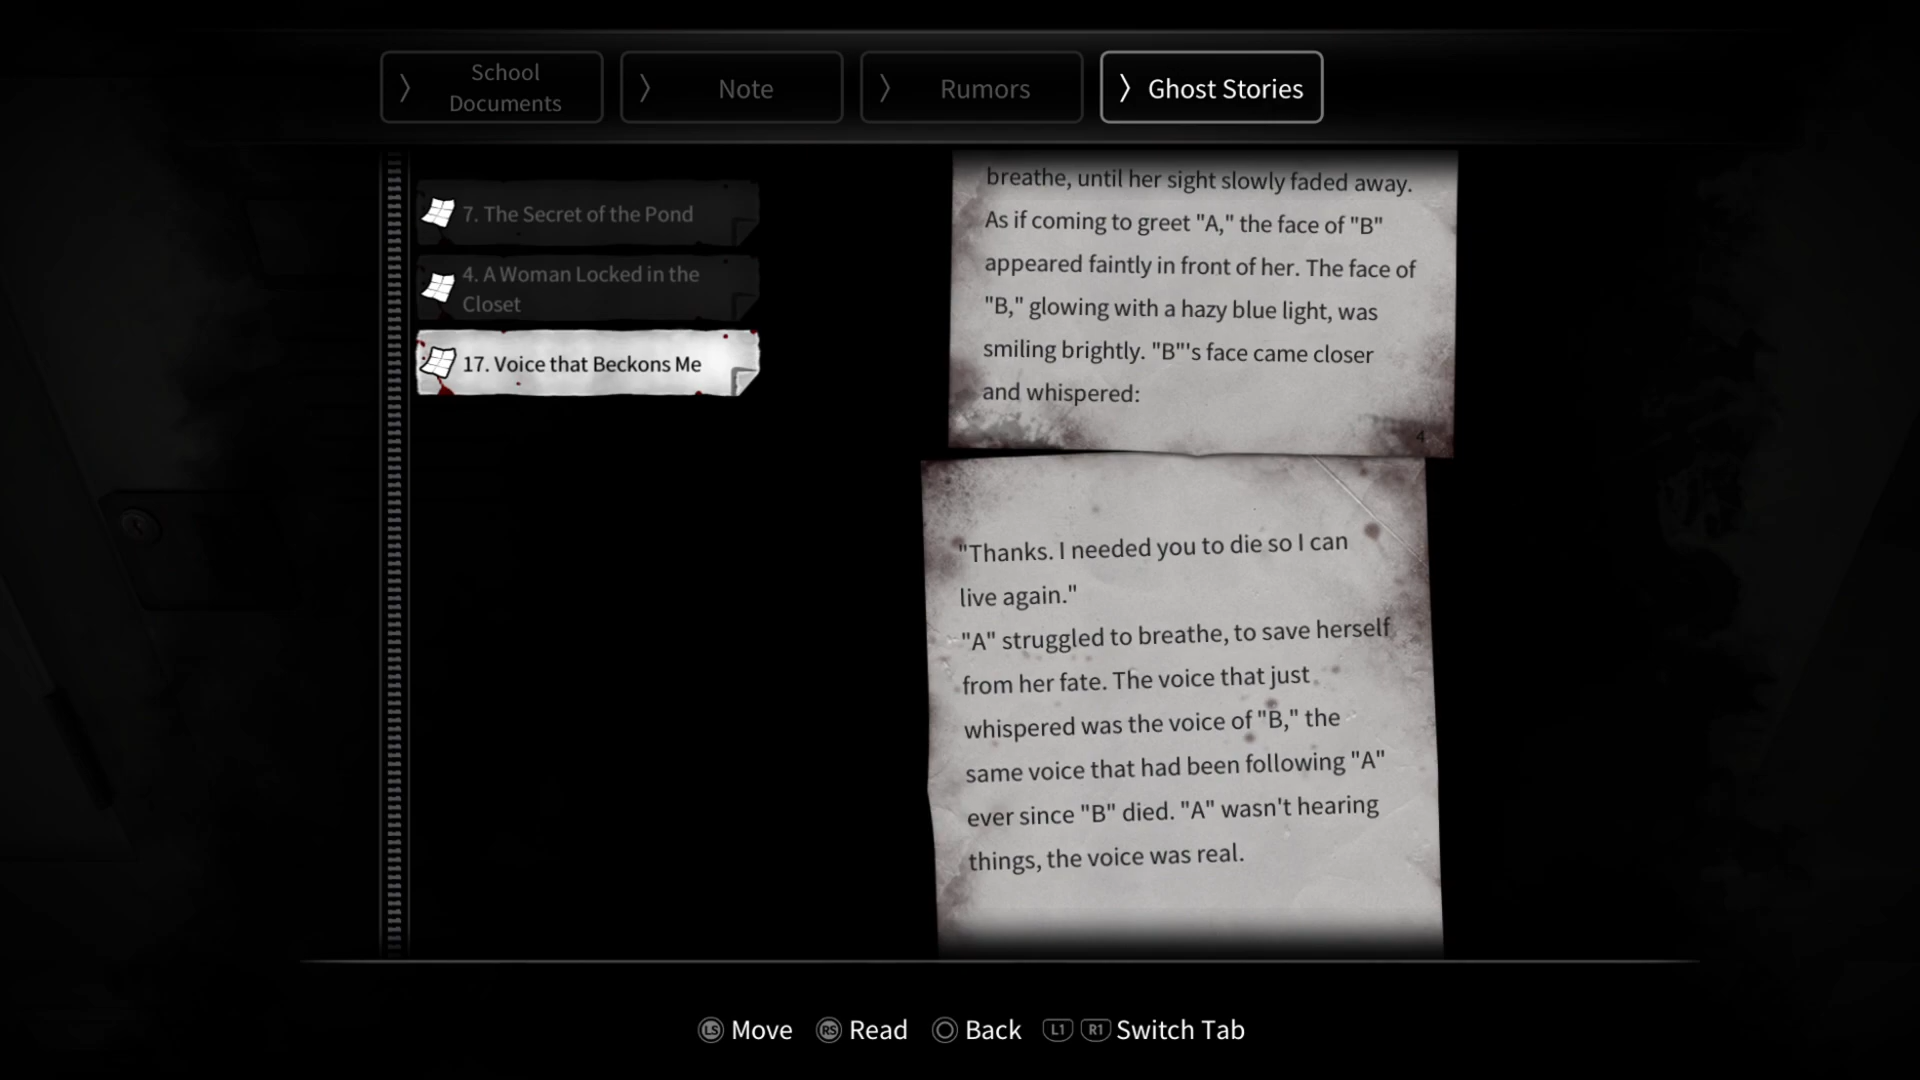 School
Documents
Note
Rumors
Ghost Stories
7. The Secret of the Pond
4. A Woman Locked in the
Closet
17. Voice that Beckons Me
breathe, until her sight slowly faded away.
As if coming to greet "A," the face of "B"
appeared faintly in front of her. The face of
"B," glowing with a hazy blue light, was
smiling brightly. "B"'s face came closer
and whispered:
4
"Thanks. I needed you to die so I can
live again."
"A" struggled to breathe, to save herself
from her fate. The voice that just
whispered was the voice of "B," the
same voice that had been following "A"
ever since "B" died. "A" wasn't hearing
things, the voice was real.
LS Move RS Read Back L1 R1 Switch Tab